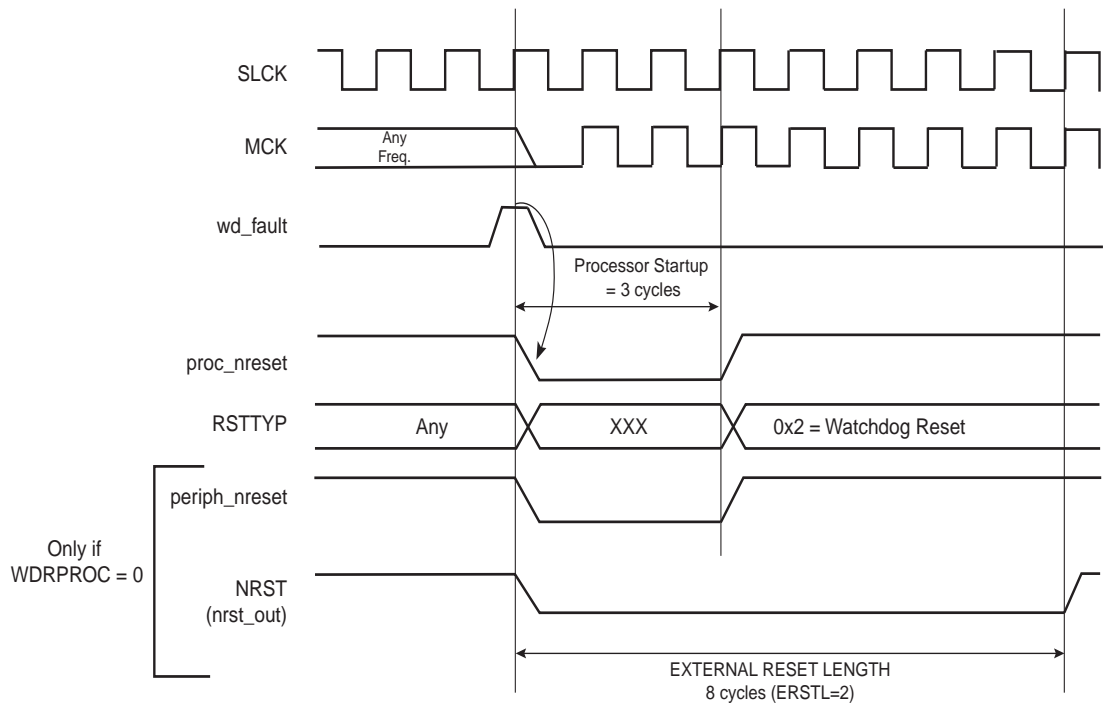 SLCK
MCK
Any
Freq.
wd_fault
Processor Startup
= 3 cycles
proc_nreset
RSTTYP
Any
XXX
0x2 = Watchdog Reset
periph_nreset
Only if
WDRPROC = 0
NRST
(nrst_out)
EXTERNAL RESET LENGTH
8 cycles (ERSTL=2)